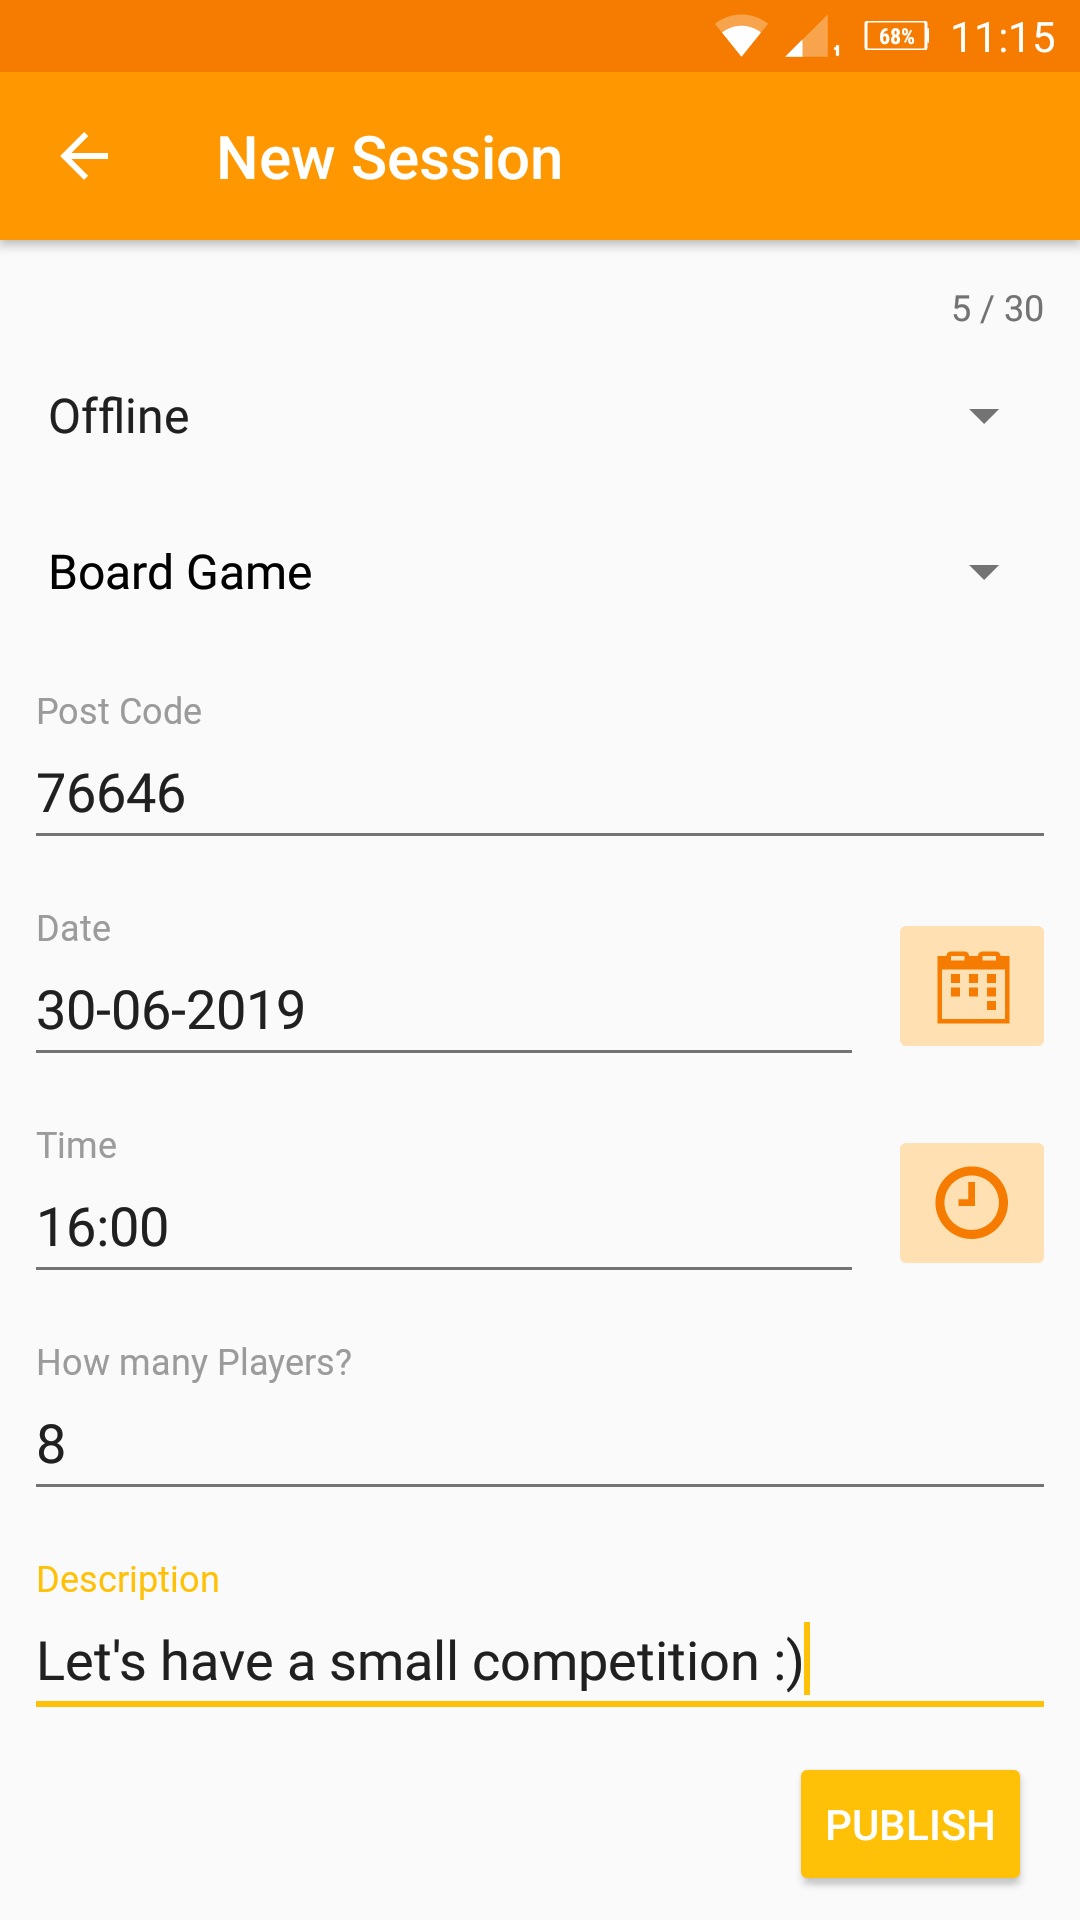 68% 11:15
New Session
5 / 30
Offline
Board Game
Post Code
76646
Date
30-06-2019
Time
16:00
How many Players?
8
Description
Let's have a small competition :)
PUBLISH